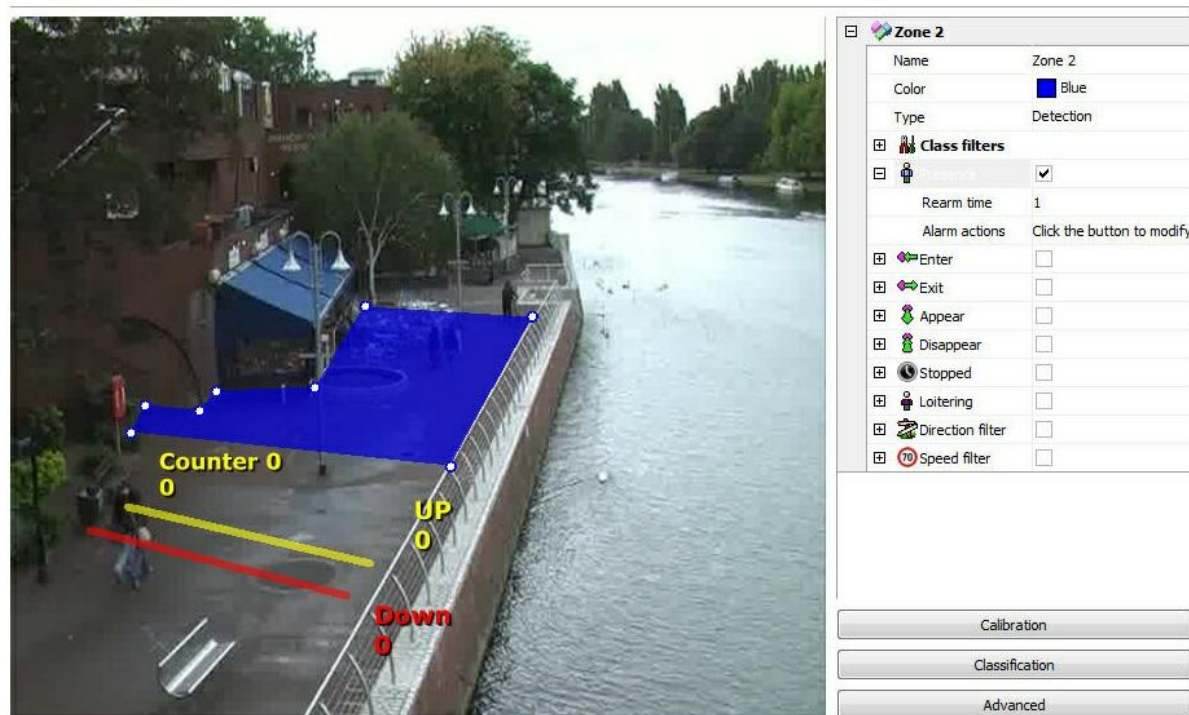 Counter 0
0
UP
0
Down
0
Zone 2
Name Zone 2
Color Blue
Type Detection
Class filters
Presence
Rearm time 1
Alarm actions Click the button to modify
Enter
Exit
Appear
Disappear
Stopped
Loitering
Direction filter
70 Speed filter
Calibration
Classification
Advanced